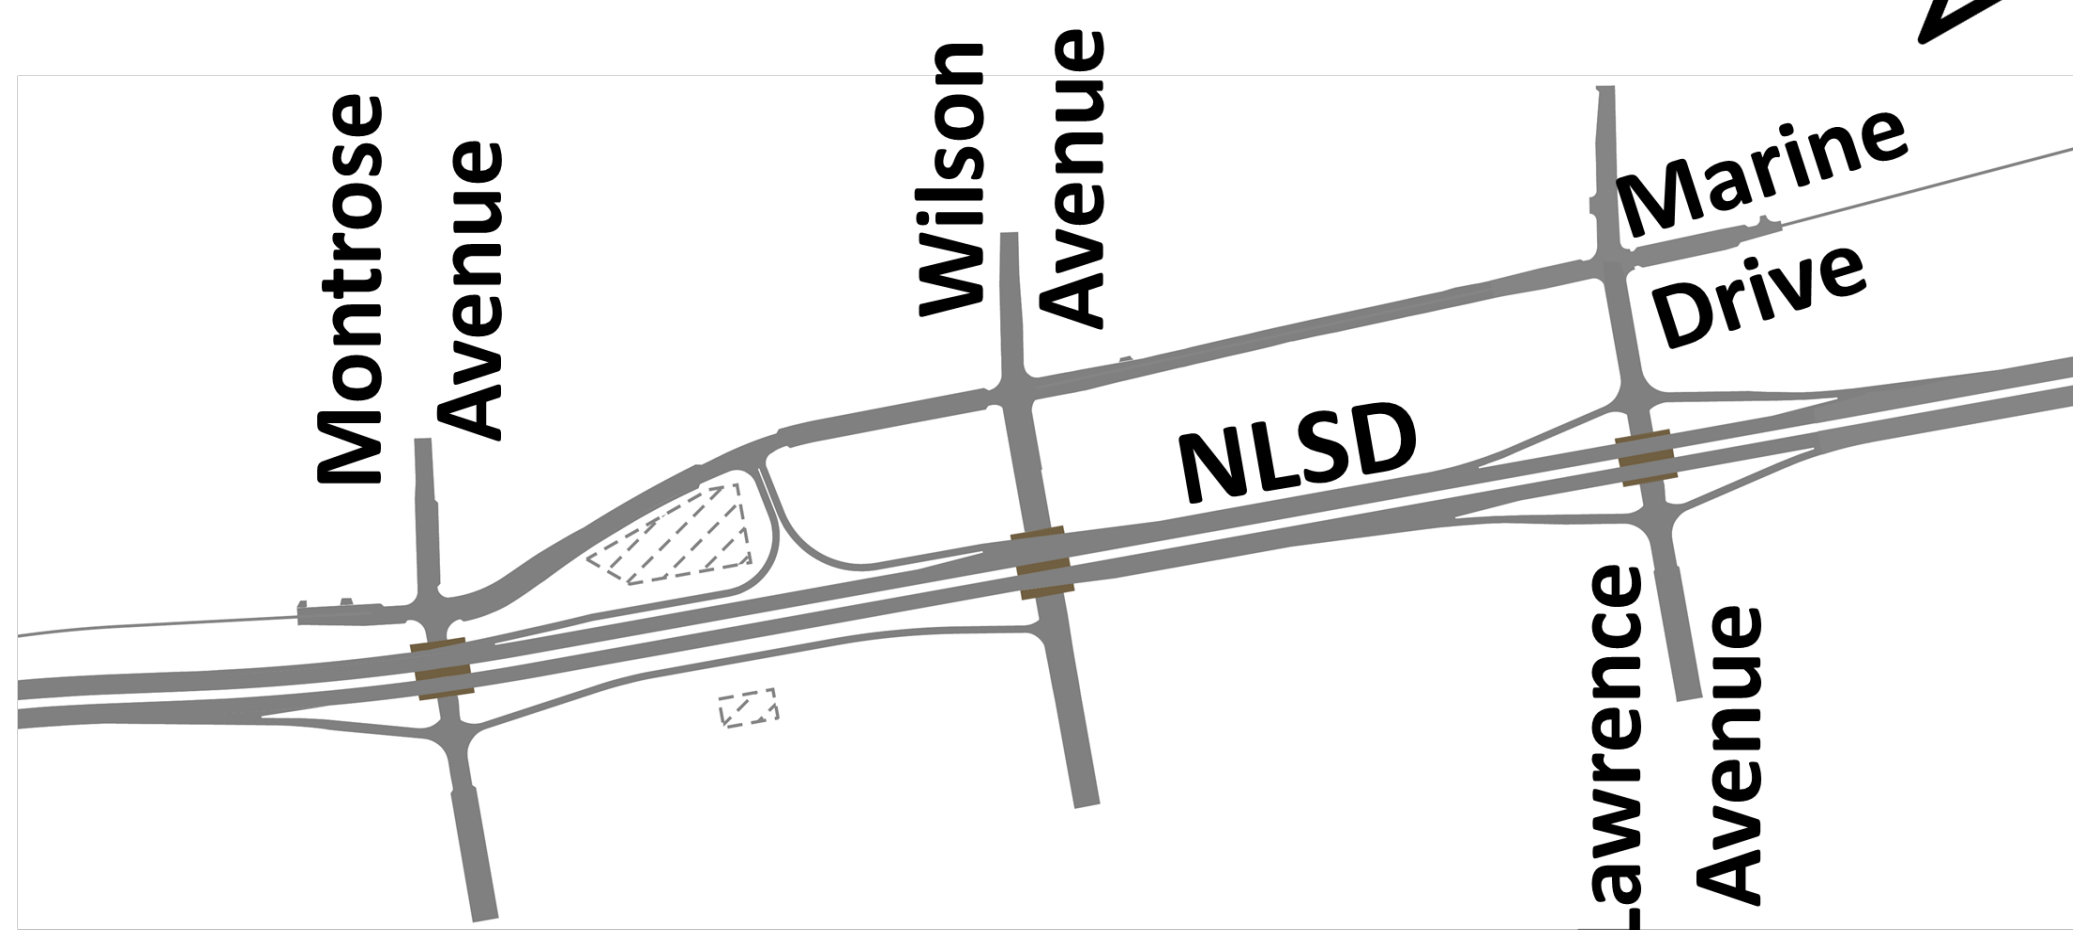 Montrose
Avenue
Wilson
Avenue
Marine
Drive
NLSD
Lawrence
Avenue